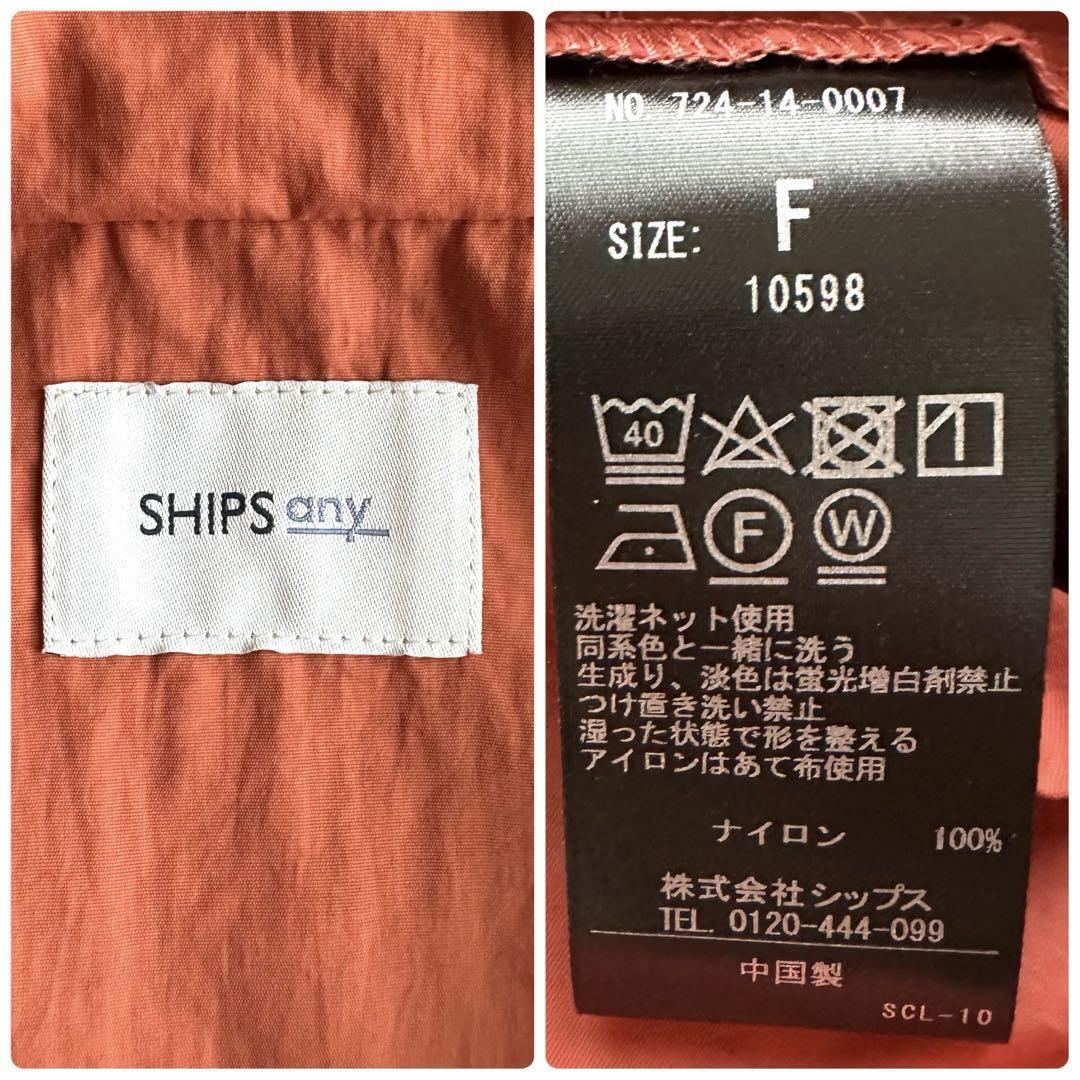 SHIPS any
NO. 724-14-0007
SIZE: F
10598
40
F W
洗濯ネット使用
同系色と一緒に洗う
生成り、淡色は蛍光増白剤禁止
つけ置き洗い禁止
湿った状態で形を整える
アイロンはあて布使用
ナイロン 100%
株式会社シップス
TEL. 0120-444-099
中国製
SCL-10